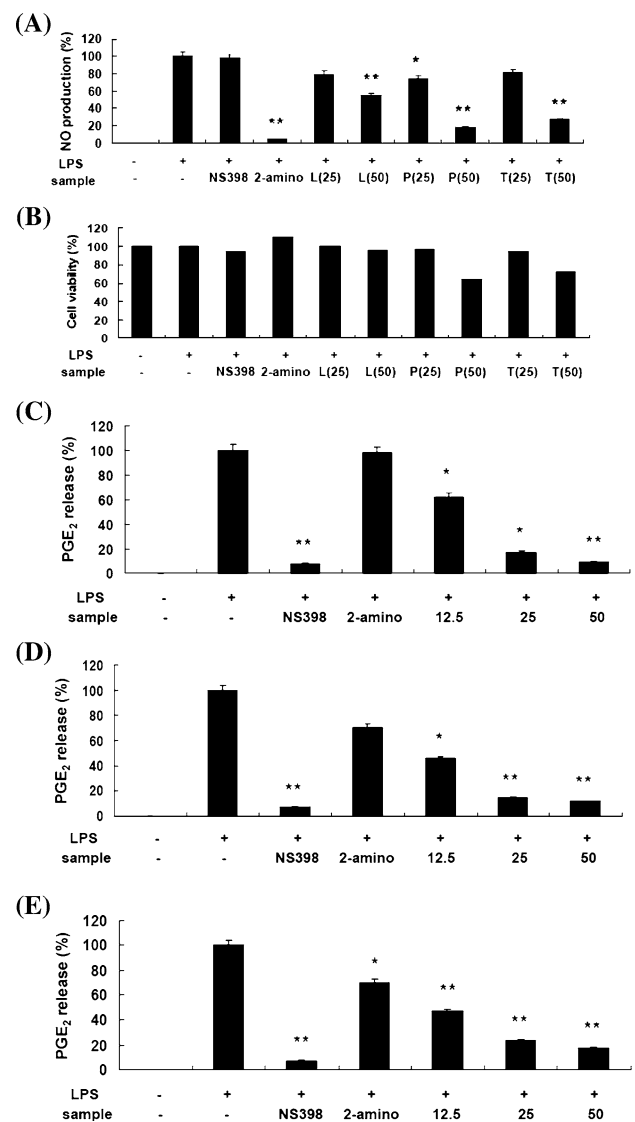 (A)
NO production (%)
120
100
80
60
40
20
0
LPS - + + + + + + + + +
sample - - NS398 2-amino L(25) L(50) P(25) P(50) T(25) T(50)
** ** * ** **
(B)
Cell viability (%)
120
100
80
60
40
20
0
LPS - + + + + + + + + +
sample - - NS398 2-amino L(25) L(50) P(25) P(50) T(25) T(50)
(C)
PGE2 release (%)
120
100
80
60
40
20
0
** * * **
LPS - + + + + + +
sample - - NS398 2-amino 12.5 25 50
(D)
PGE2 release (%)
120
100
80
60
40
20
0
** * ** **
LPS - + + + + + +
sample - - NS398 2-amino 12.5 25 50
(E)
PGE2 release (%)
120
100
80
60
40
20
0
** * ** ** **
LPS - + + + + + +
sample - - NS398 2-amino 12.5 25 50